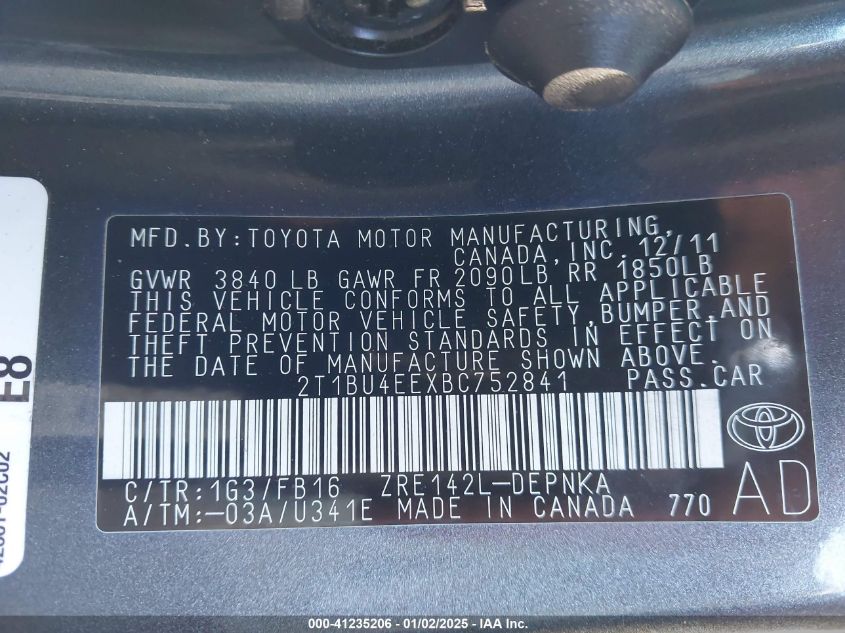 MFD.BY:TOYOTA MOTOR MANUFACTURING,
CANADA,INC. 12/11
GVWR 3840 LB GAWR FR 2090LB RR 1850LB
THIS VEHICLE CONFORMS TO ALL APPLICABLE
FEDERAL MOTOR VEHICLE SAFETY,BUMPER,AND
THEFT PREVENTION STANDARDS IN EFFECT ON
THE DATE OF MANUFACTURE SHOWN ABOVE.
2T1BU4EEXBC752841 PASS.CAR
C/TR:1G3/FB16 ZRE142L-DEPNKA
A/TM:-03A/U341E MADE IN CANADA 770
AD
E8
000-41235206 - 01/02/2025 - IAA Inc.